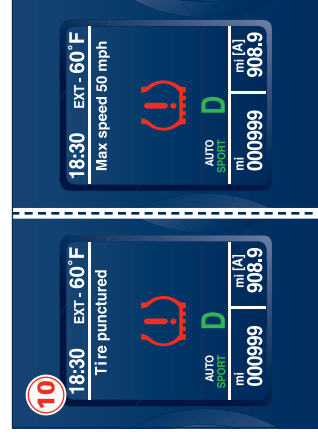 10
18:30 EXT - 60°F
Tire punctured
AUTO
SPORT
D
mi mi [A]
000999 908.9
18:30 EXT - 60°F
Max speed 50 mph
AUTO
SPORT
D
mi mi [A]
000999 908.9